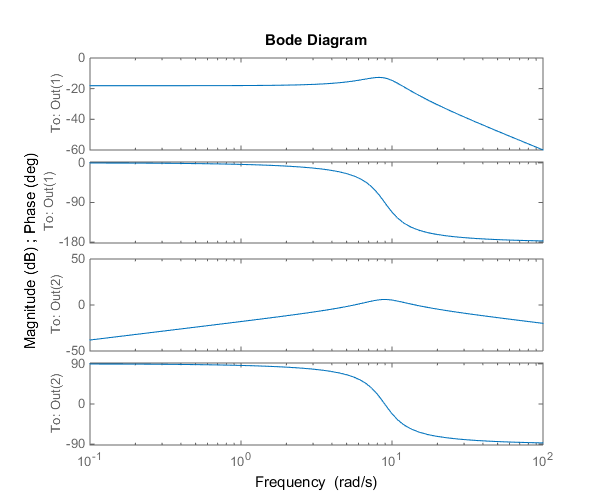 Bode Diagram
Magnitude (dB) ; Phase (deg)
To: Out(1)
0
-20
-40
-60
To: Out(1)
0
-90
-180
To: Out(2)
50
0
-50
To: Out(2)
90
0
-90
10^-1
10^0
10^1
10^2
Frequency (rad/s)